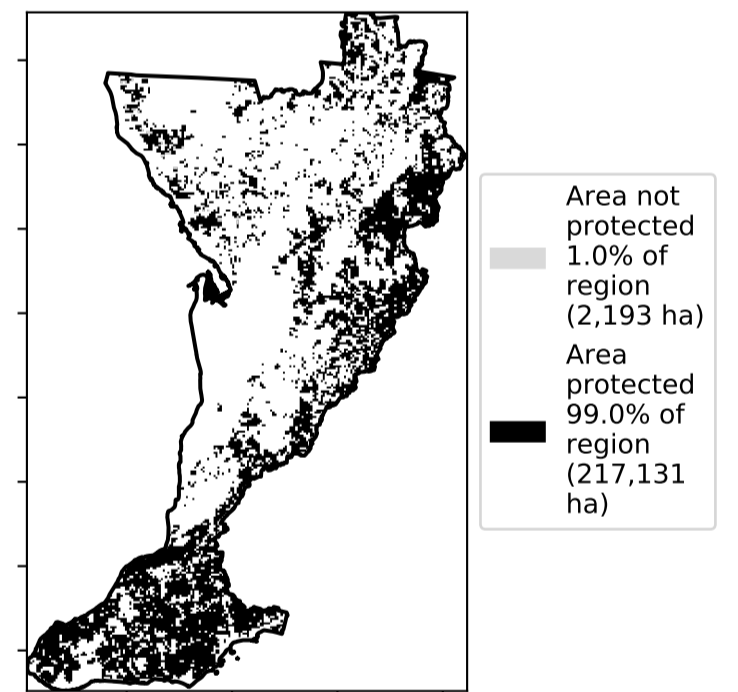 Area not
protected
1.0% of
region
(2,193 ha)
Area
protected
99.0% of
region
(217,131
ha)